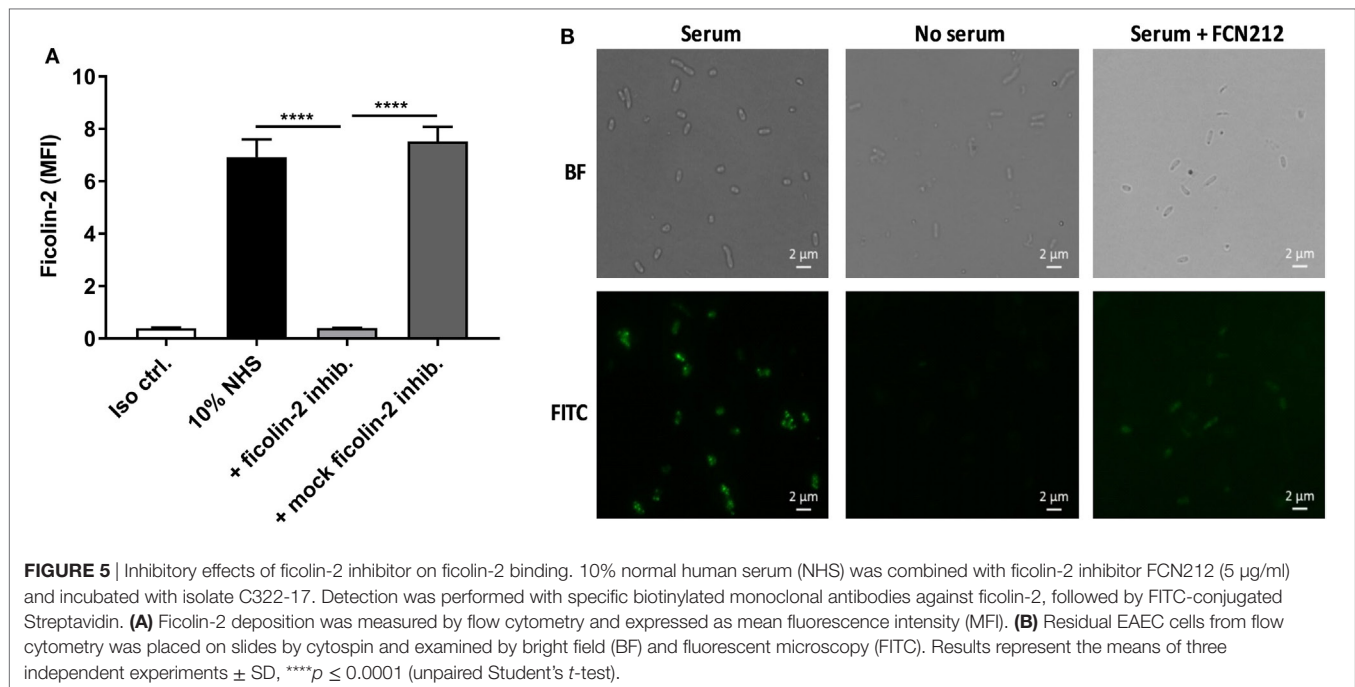 A
10
8
6
4
2
0
Ficolin-2 (MFI)
****
****
Iso ctrl.
10% NHS
+ ficolin-2 inhib.
+ mock ficolin-2 inhib.
B
Serum
No serum
Serum + FCN212
BF
2 µm
2 µm
2 µm
FITC
2 µm
2 µm
2 µm
FIGURE 5 | Inhibitory effects of ficolin-2 inhibitor on ficolin-2 binding. 10% normal human serum (NHS) was combined with ficolin-2 inhibitor FCN212 (5 µg/ml)
and incubated with isolate C322-17. Detection was performed with specific biotinylated monoclonal antibodies against ficolin-2, followed by FITC-conjugated
Streptavidin. (A) Ficolin-2 deposition was measured by flow cytometry and expressed as mean fluorescence intensity (MFI). (B) Residual EAEC cells from flow
cytometry was placed on slides by cytospin and examined by bright field (BF) and fluorescent microscopy (FITC). Results represent the means of three
independent experiments ± SD, ****p ≤ 0.0001 (unpaired Student’s t-test).